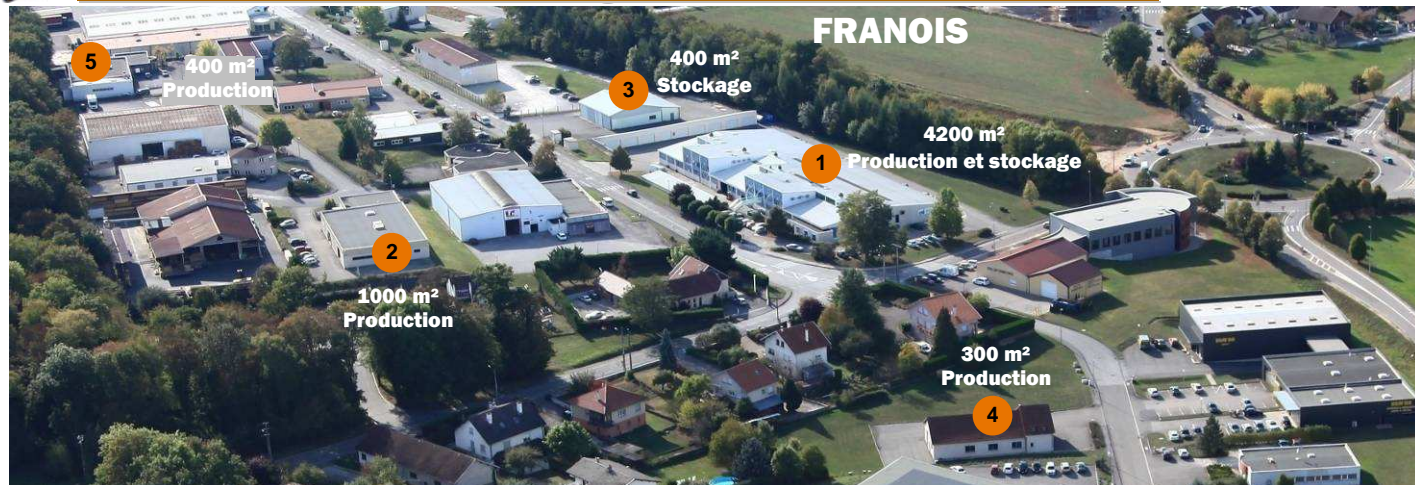 FRANOIS
5
400 m²
Production
400 m²
Stockage
3
4200 m²
Production et stockage
1
2
1000 m²
Production
300 m²
Production
4